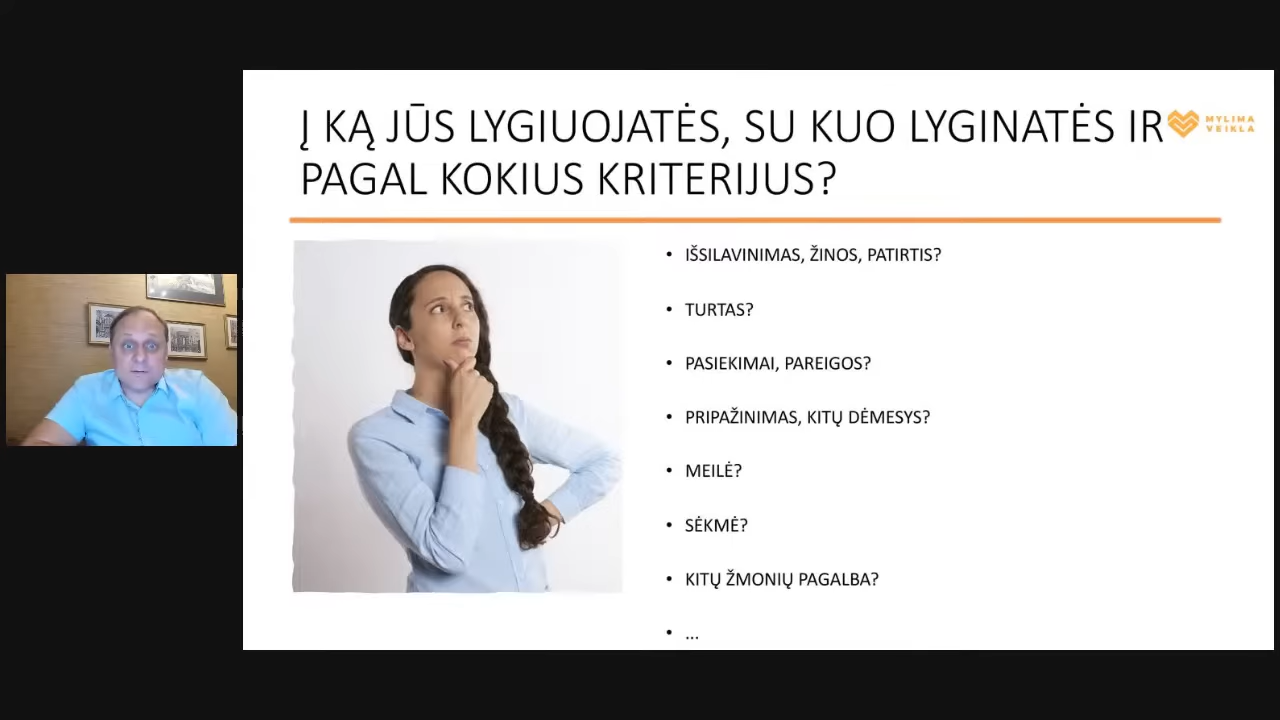 Į KĄ JŪS LYGIUOJATĖS, SU KUO LYGINATĖS IR
PAGAL KOKIUS KRITERIJUS?
MYLIMA
VEIKLA
• IŠSILAVINIMAS, ŽINOS, PATIRTIS?
• TURTAS?
• PASIEKIMAI, PAREIGOS?
• PRIPAŽINIMAS, KITŲ DĖMESYS?
• MEILĖ?
• SĖKMĖ?
• KITŲ ŽMONIŲ PAGALBA?
• ...